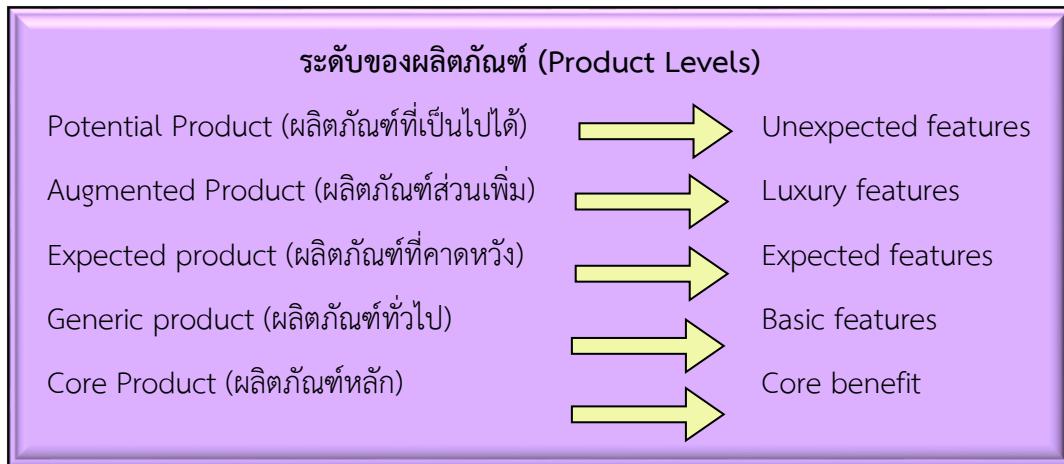 ระดับของผลิตภัณฑ์ (Product Levels)
Potential Product (ผลิตภัณฑ์ที่เป็นไปได้) Unexpected features
Augmented Product (ผลิตภัณฑ์ส่วนเพิ่ม) Luxury features
Expected product (ผลิตภัณฑ์ที่คาดหวัง) Expected features
Generic product (ผลิตภัณฑ์ทั่วไป) Basic features
Core Product (ผลิตภัณฑ์หลัก) Core benefit